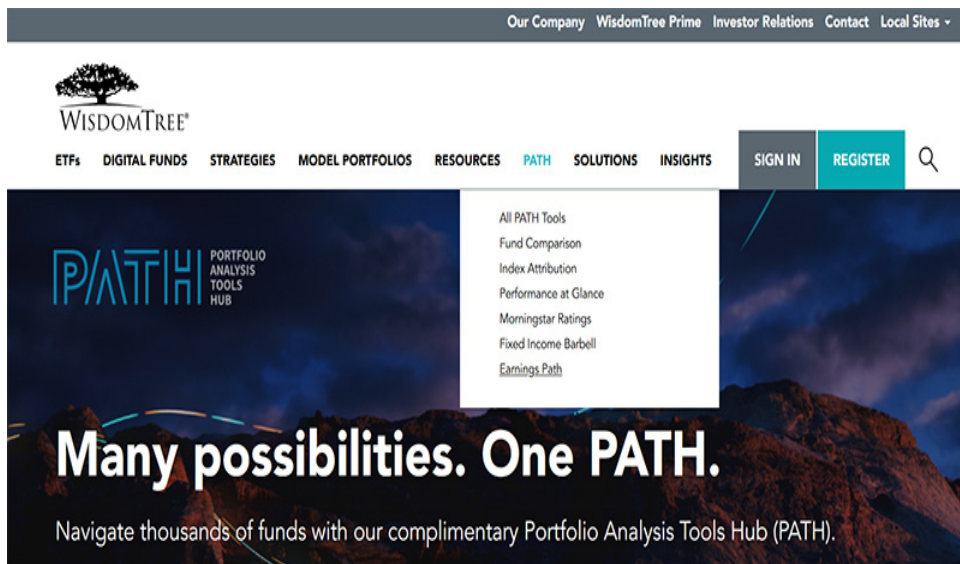 Our Company WisdomTree Prime Investor Relations Contact Local Sites
WISDOMTREE®
ETFs DIGITAL FUNDS STRATEGIES MODEL PORTFOLIOS RESOURCES PATH SOLUTIONS INSIGHTS SIGN IN REGISTER
All PATH Tools
Fund Comparison
Index Attribution
Performance at Glance
Morningstar Ratings
Fixed Income Barbell
Earnings Path
PATH PORTFOLIO
ANALYSIS
TOOLS
HUB
Many possibilities. One PATH.
Navigate thousands of funds with our complimentary Portfolio Analysis Tools Hub (PATH).